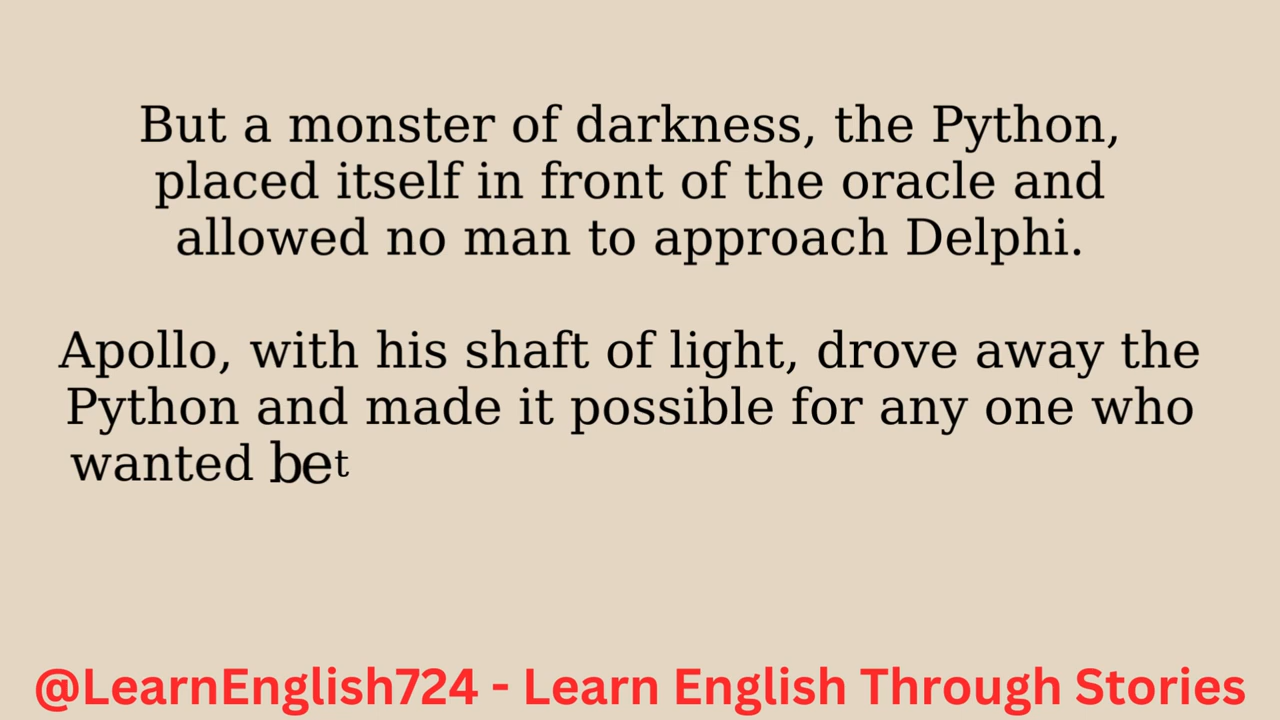 But a monster of darkness, the Python,
placed itself in front of the oracle and
allowed no man to approach Delphi.
Apollo, with his shaft of light, drove away the
Python and made it possible for any one who
wanted bet
@LearnEnglish724 - Learn English Through Stories